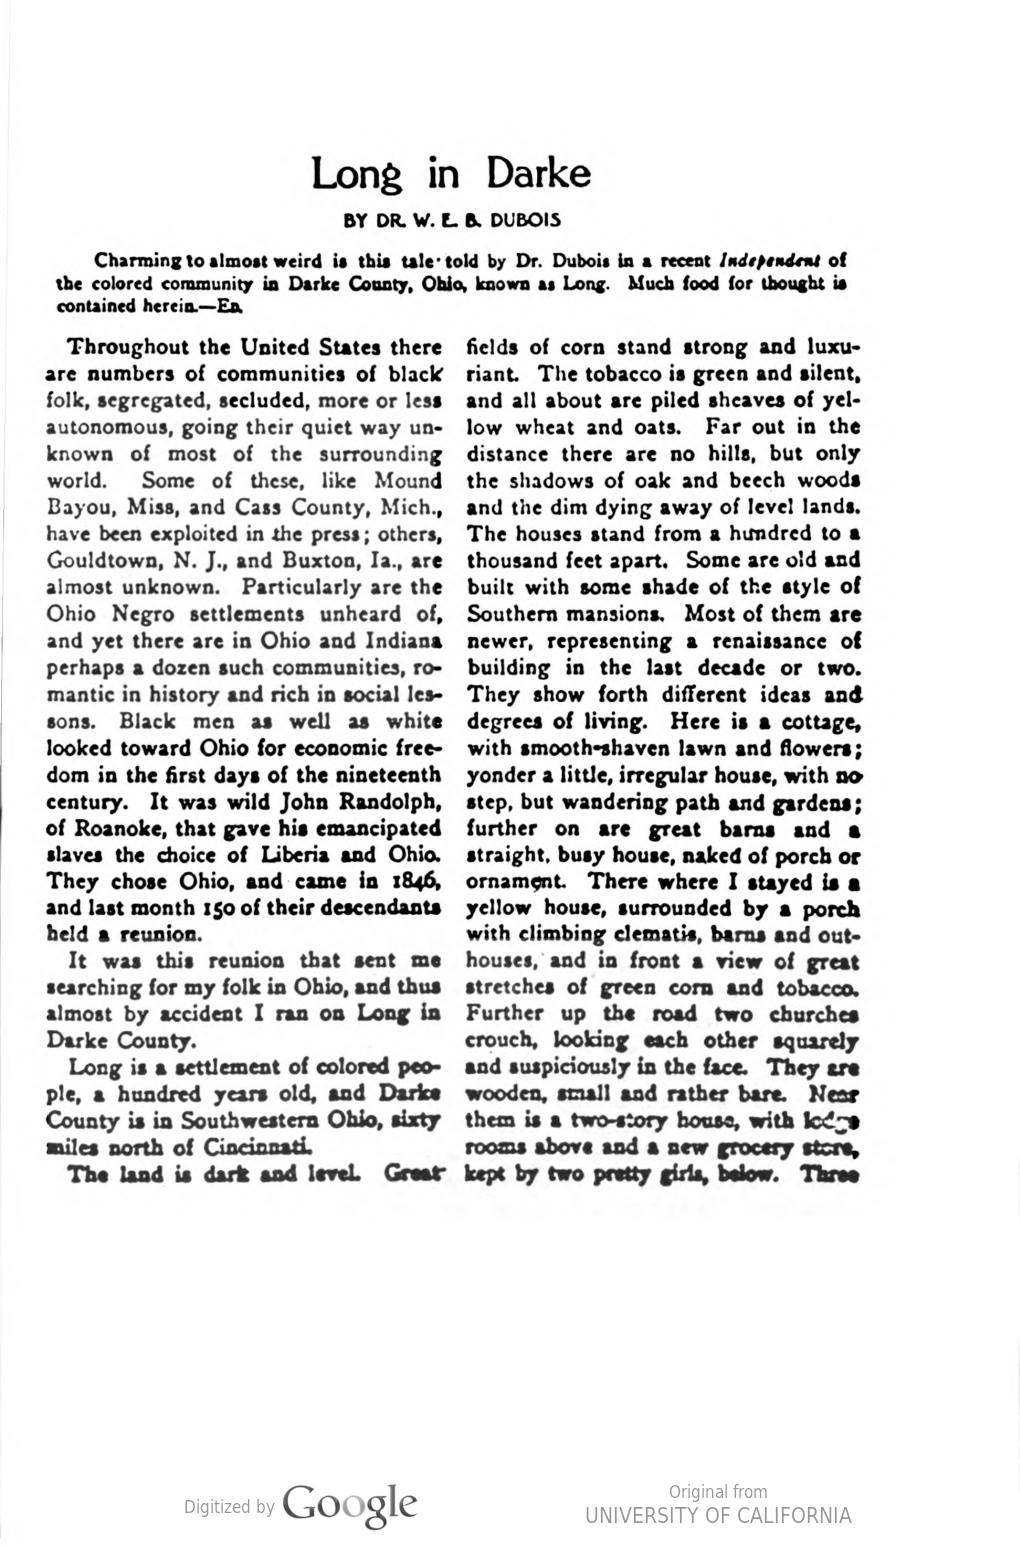 Long in Darke
BY DR. W. E. B. DUBOIS
Charming to almost weird is this tale told by Dr. Dubois in a recent Independent of
the colored community in Darke County, Ohio, known as Long. Much food for thought is
contained herein.—ED.
Throughout the United States there
are numbers of communities of black
folk, segregated, secluded, more or less
autonomous, going their quiet way un-
known of most of the surrounding
world. Some of these, like Mound
Bayou, Miss, and Cass County, Mich.,
have been exploited in the press; others,
Gouldtown, N. J., and Buxton, Ia., are
almost unknown. Particularly are the
Ohio Negro settlements unheard of,
and yet there are in Ohio and Indiana
perhaps a dozen such communities, ro-
mantic in history and rich in social les-
sons. Black men as well as white
looked toward Ohio for economic free-
dom in the first days of the nineteenth
century. It was wild John Randolph,
of Roanoke, that gave his emancipated
slaves the choice of Liberia and Ohio.
They chose Ohio, and came in 1846,
and last month 150 of their descendants
held a reunion.
It was this reunion that sent me
searching for my folk in Ohio, and thus
almost by accident I ran on Long in
Darke County.
Long is a settlement of colored peo-
ple, a hundred years old, and Darke
County is in Southwestern Ohio, sixty
miles north of Cincinnati.
The land is dark and level. Great
fields of corn stand strong and luxu-
riant. The tobacco is green and silent,
and all about are piled sheaves of yel-
low wheat and oats. Far out in the
distance there are no hills, but only
the shadows of oak and beech woods
and the dim dying away of level lands.
The houses stand from a hundred to a
thousand feet apart. Some are old and
built with some shade of the style of
Southern mansions. Most of them are
newer, representing a renaissance of
building in the last decade or two.
They show forth different ideas and
degrees of living. Here is a cottage,
with smooth-shaven lawn and flowers;
yonder a little, irregular house, with no
step, but wandering path and gardens;
further on are great barns and a
straight, busy house, naked of porch or
ornament. There where I stayed is a
yellow house, surrounded by a porch
with climbing clematis, barns and out-
houses, and in front a view of great
stretches of green corn and tobacco.
Further up the road two churches
crouch, looking each other squarely
and suspiciously in the face. They are
wooden, small and rather bare. Near
them is a two-story house, with lodge
rooms above and a new grocery store,
kept by two pretty girls, below. Three
Digitized by Google
Original from
UNIVERSITY OF CALIFORNIA